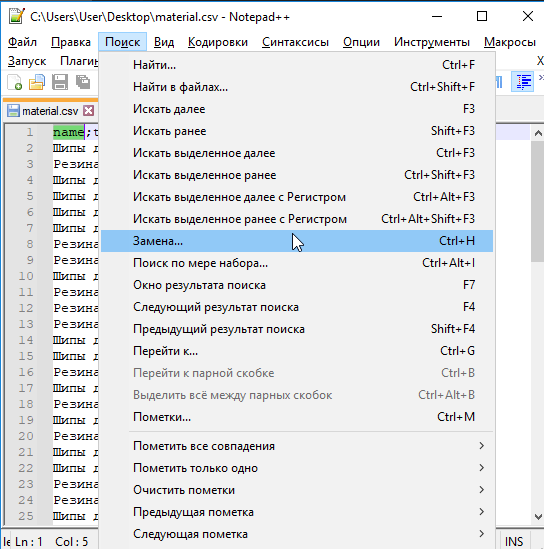 C:\Users\User\Desktop\material.csv - Notepad++
Файл Правка Поиск Вид Кодировки Синтаксисы Опции Инструменты Макросы
Запуск X
material.csv
Найти... Ctrl+F
Найти в файлах... Ctrl+Shift+F
Искать далее F3
Искать ранее Shift+F3
Искать выделенное далее Ctrl+F3
Искать выделенное ранее Ctrl+Shift+F3
Искать выделенное далее с Регистром Ctrl+Alt+F3
Искать выделенное ранее с Регистром Ctrl+Alt+Shift+F3
Замена... Ctrl+H
Поиск по мере набора... Ctrl+Alt+I
Окно результата поиска F7
Следующий результат поиска F4
Предыдущий результат поиска Shift+F4
Перейти к... Ctrl+G
Перейти к парной скобке Ctrl+B
Выделить всё между парных скобок Ctrl+Alt+B
Пометки... Ctrl+M
Пометить все совпадения
Пометить только одно
Очистить пометки
Предыдущая пометка
Следующая пометка
1 name;t
2 Шипы д
3 Резина
4 Шипы д
5 Шипы д
6 Шипы д
7 Шипы д
8 Резина
9 Резина
10 Шипы д
11 Резина
12 Резина
13 Резина
14 Шипы д
15 Шипы д
16 Резина
17 Шипы д
18 Резина
19 Резина
20 Шипы д
21 Резина
22 Шипы д
23 Резина
24 Резина
25 Шипы д
Ln : 1 Col : 5 INS